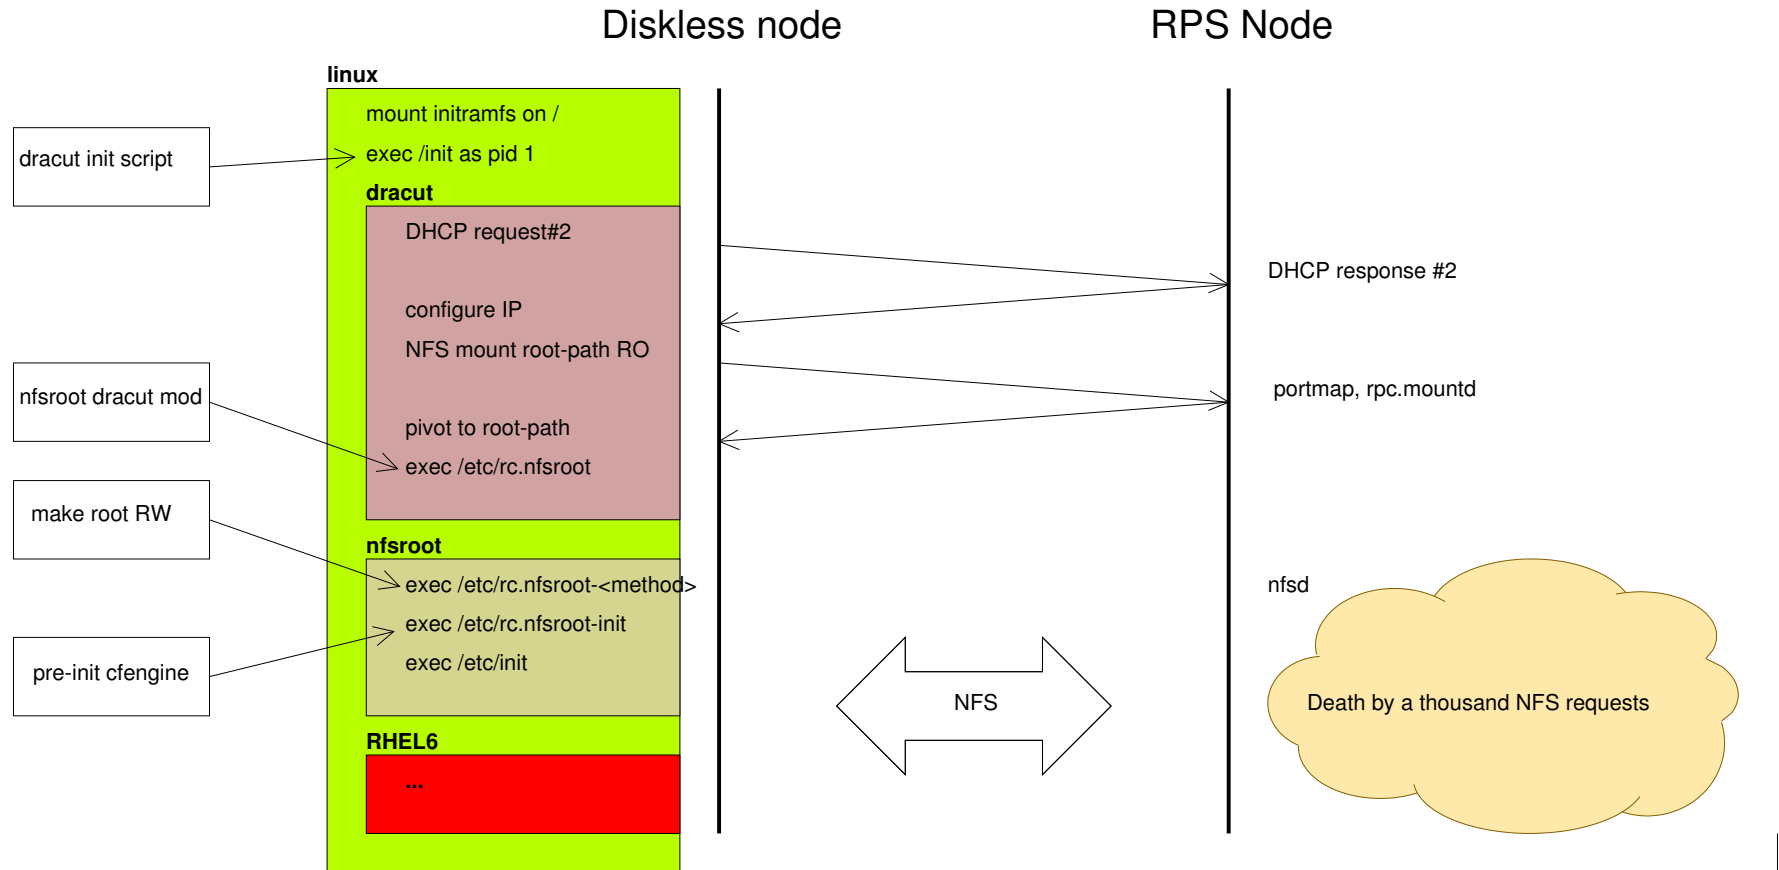 Diskless node
RPS Node
linux
mount initramfs on /
exec /init as pid 1
dracut init script
dracut
DHCP request#2
DHCP response #2
configure IP
NFS mount root-path RO
nfsroot dracut mod
portmap, rpc.mountd
pivot to root-path
exec /etc/rc.nfsroot
make root RW
nfsroot
exec /etc/rc.nfsroot-<method>
nfsd
exec /etc/rc.nfsroot-init
exec /etc/init
pre-init cfengine
NFS
Death by a thousand NFS requests
RHEL6
...